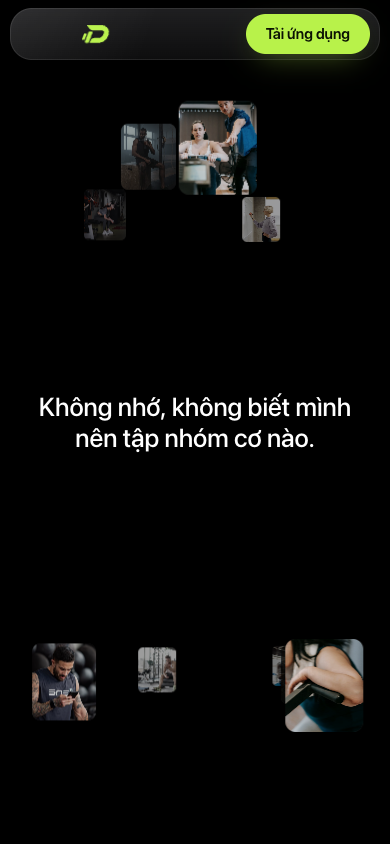 Tải ứng dụng
Không nhớ, không biết mình
nên tập nhóm cơ nào.